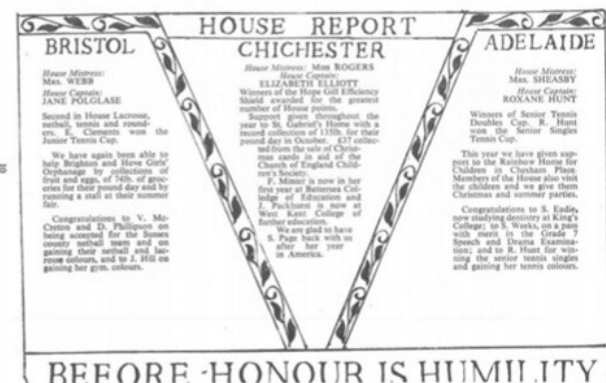 HOUSE REPORT
BRISTOL
House Mistress:
MRS. WEBB
House Captain:
JANE POLGLASE
Second in House Lacrosse,
netball, tennis and round-
ers. E. Clements won the
Junior Tennis Cup.
We have again been able to
help Brighton and Hove Girls'
Orphanage by collections of
fruit and eggs, of 74lb. of groc-
eries for their pound day and by
running a stall at their summer
fair.
Congratulations to V. Mc-
Creton and D. Phillipson on
being accepted for the Sussex
county netball team and on
gaining their netball and lac-
rosse colours, and to J. Hill on
gaining her gym. colours.
CHICHESTER
House Mistress: MISS ROGERS
House Captain:
ELIZABETH ELLIOTT
Winners of the Hope Gill Efficiency
Shield awarded for the greatest
number of House points.
Support given throughout the
year to St. Gabriel's Home with a
record collection of 135lb. for their
pound day in October. £37 collec-
ted from the sale of Christ-
mas cards in aid of the
Church of England Child-
ren's Society.
F. Minter is now in her
first year at Battersea Col-
ledge of Education and
J. Packhurst is now at
West Kent College of
further education.
We are glad to have
S. Page back with us
after her year
in America.
ADELAIDE
House Mistress:
MRS. SHEASBY
House Captain:
ROXANE HUNT
Winners of Senior Tennis
Doubles Cup. R. Hunt
won the Senior Singles
Tennis Cup.
This year we have given sup-
port to the Rainbow Home for
Children in Chesham Place.
Members of the House also visit
the children and we give them
Christmas and summer parties.
Congratulations to S. Eadie,
now studying dentistry at King's
College; to S. Weeks, on a pass
with merit in the Grade 7
Speech and Drama Examina-
tion; and to R. Hunt for win-
ning the senior tennis singles
and gaining her tennis colours.
BEFORE HONOUR IS HUMILITY